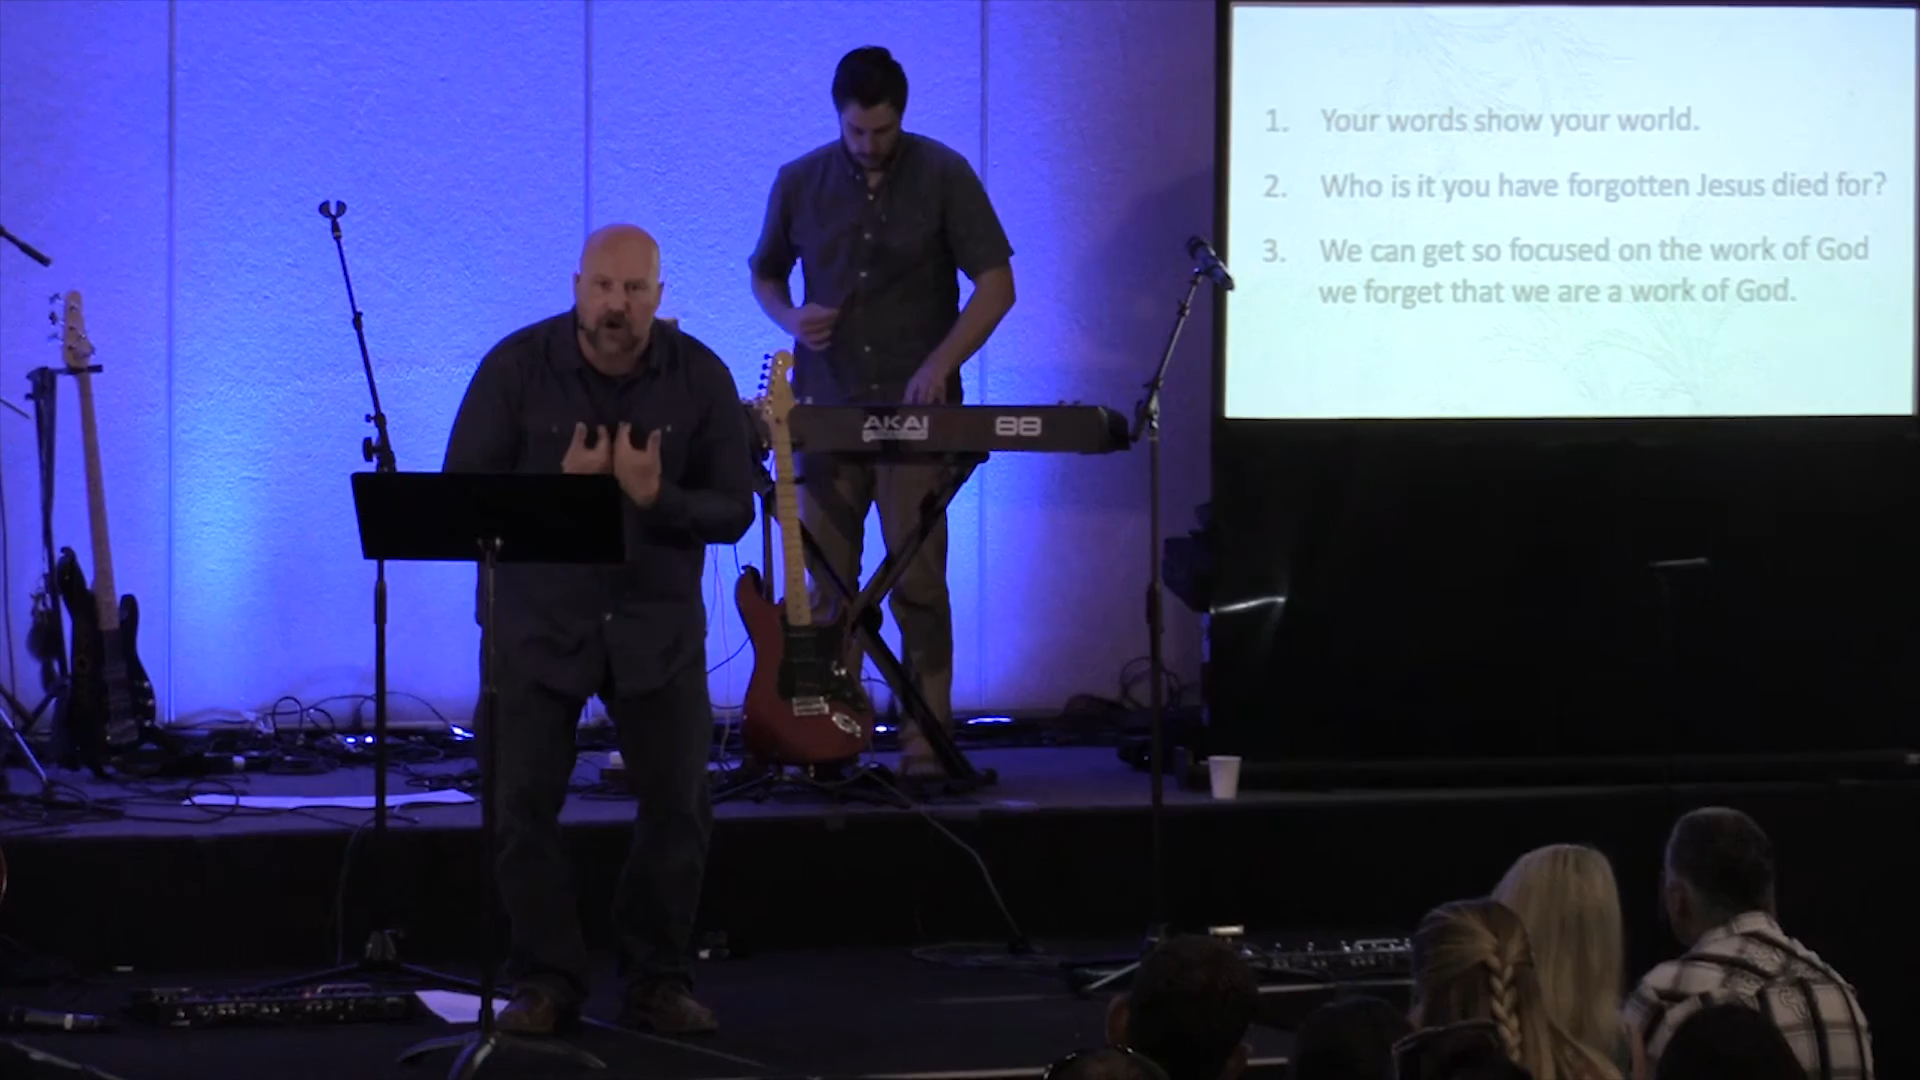 1. Your words show your world.
2. Who is it you have forgotten Jesus died for?
3. We can get so focused on the work of God
we forget that we are a work of God.
AKAI
88